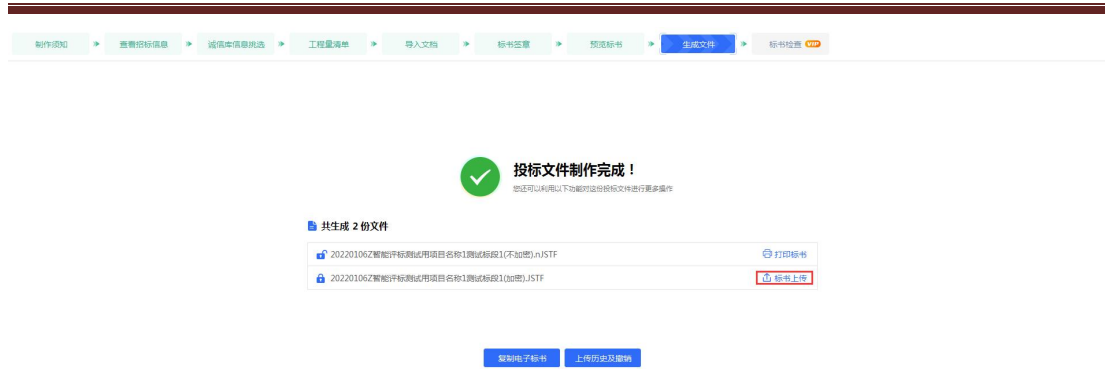 制作须知 查看招标信息 诚信库信息挑选 工程量清单 导入文档 标书签章 预览标书 生成文件 标书检查 VIP
投标文件制作完成！
您还可以利用以下功能对这份投标文件进行更多操作
共生成 2 份文件
20220106Z智能评标测试用项目名称1测试标段1(不加密).nJSTF 打印标书
20220106Z智能评标测试用项目名称1测试标段1(加密).JSTF 标书上传
复制电子标书 上传历史及撤销